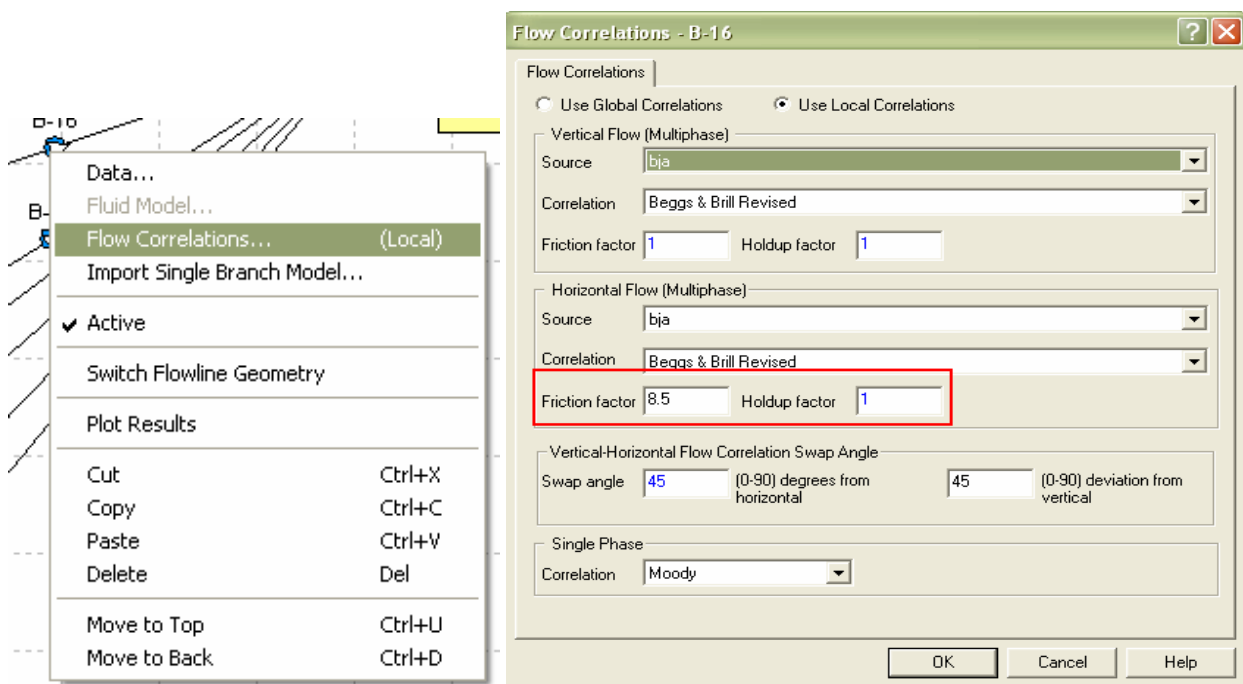 B-16
B-
Data...
Fluid Model...
Flow Correlations... (Local)
Import Single Branch Model...
Active
Switch Flowline Geometry
Plot Results
Cut Ctrl+X
Copy Ctrl+C
Paste Ctrl+V
Delete Del
Move to Top Ctrl+U
Move to Back Ctrl+D
Flow Correlations - B-16
Flow Correlations
Use Global Correlations Use Local Correlations
Vertical Flow (Multiphase)
Source bja
Correlation Beggs & Brill Revised
Friction factor 1 Holdup factor 1
Horizontal Flow (Multiphase)
Source bja
Correlation Beggs & Brill Revised
Friction factor 8.5 Holdup factor 1
Vertical-Horizontal Flow Correlation Swap Angle
Swap angle 45 (0-90) degrees from horizontal 45 (0-90) deviation from vertical
Single Phase
Correlation Moody
OK Cancel Help